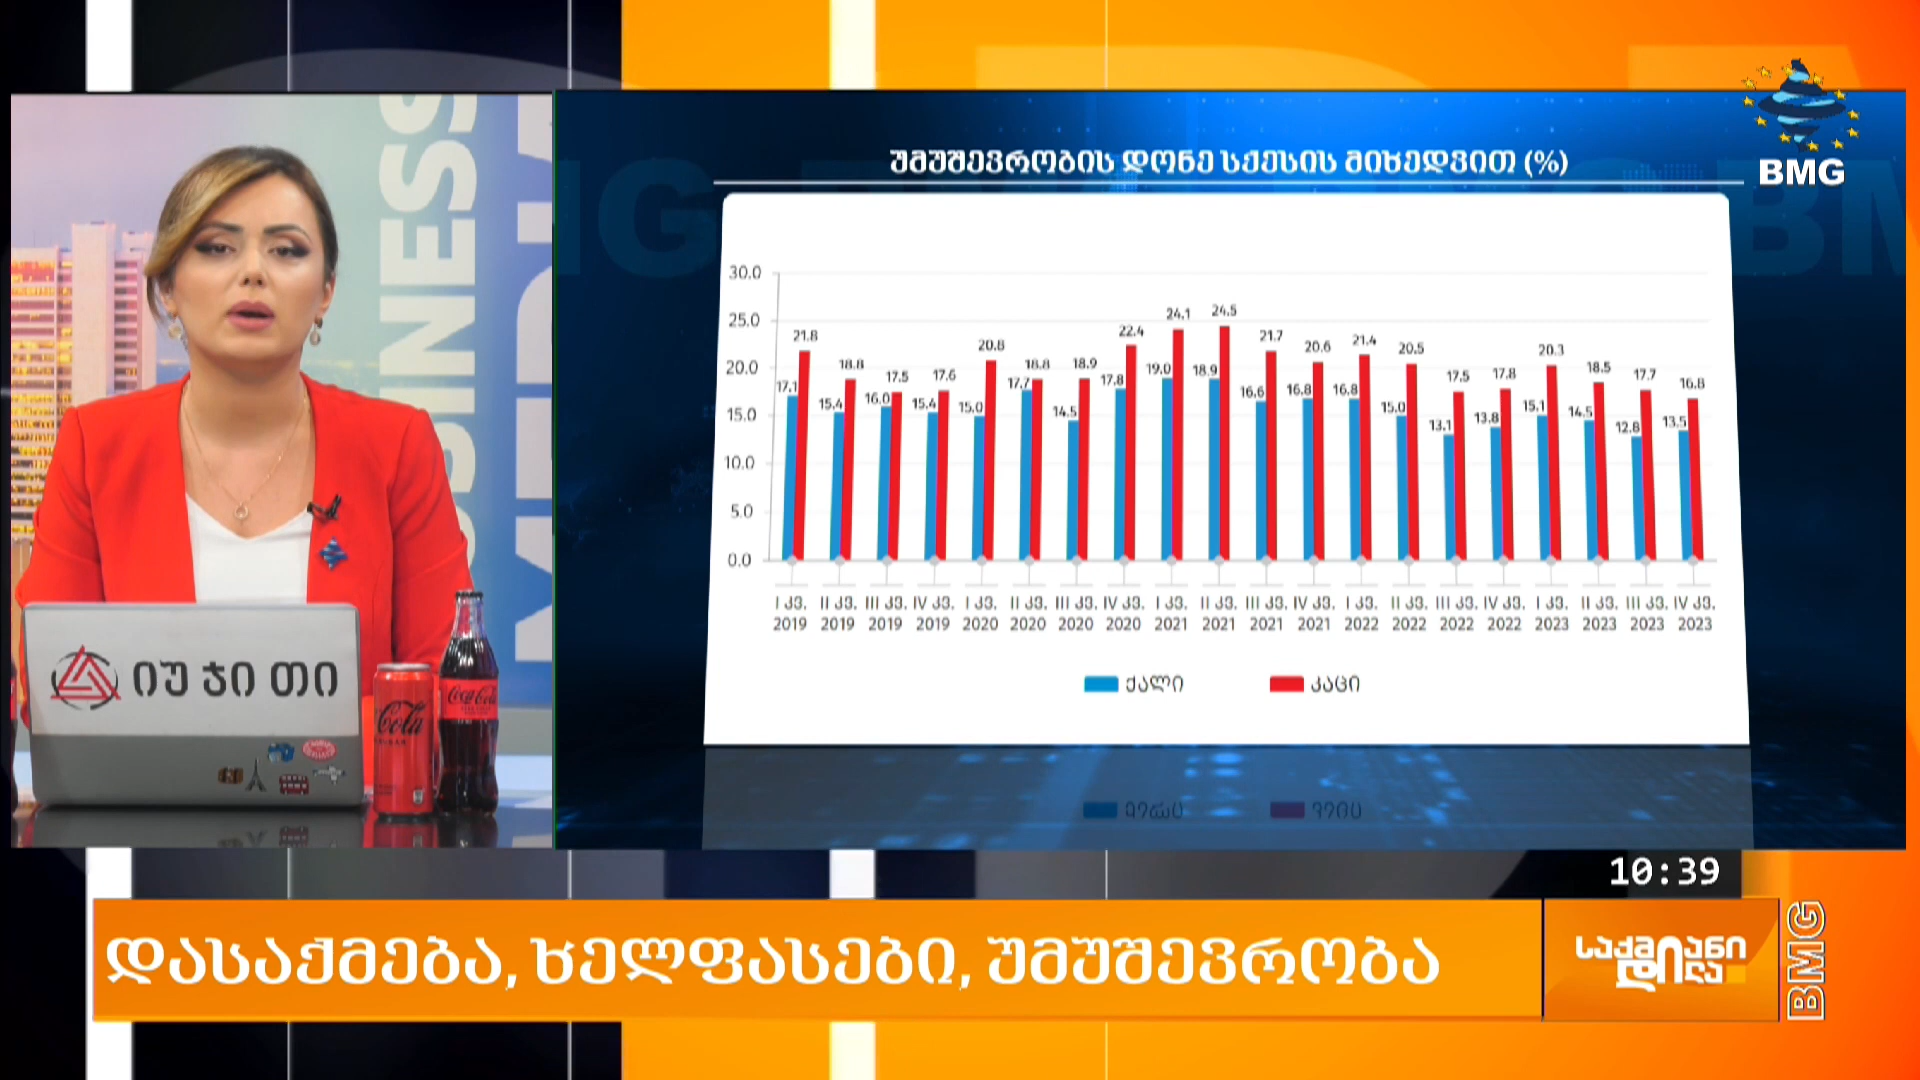 BUSINESS
უმუშევრობის დონე სქესის მიხედვით (%)
BMG
30.0
25.0
20.0
15.0
10.0
5.0
0.0
17.1 21.8 15.4 18.8 16.0 17.5 15.4 17.6 15.0 20.8 17.7 18.8 14.5 18.9 17.8 22.4 19.0 24.1 18.9 24.5 16.6 21.7 16.8 20.6 16.8 21.4 15.0 20.5 13.1 17.5 13.8 17.8 15.1 20.3 14.5 18.5 12.8 17.7 13.5 16.8
I კვ. II კვ. III კვ. IV კვ. I კვ. II კვ. III კვ. IV კვ. I კვ. II კვ. III კვ. IV კვ. I კვ. II კვ. III კვ. IV კვ. I კვ. II კვ. III კვ. IV კვ.
2019 2019 2019 2019 2020 2020 2020 2020 2021 2021 2021 2021 2022 2022 2022 2022 2023 2023 2023 2023
ქალი კაცი
იუ ჯი თი
Coca-Cola
10:39
დასაქმება, ხელფასები, უმუშევრობა
საქმიანი
დილა
BMG